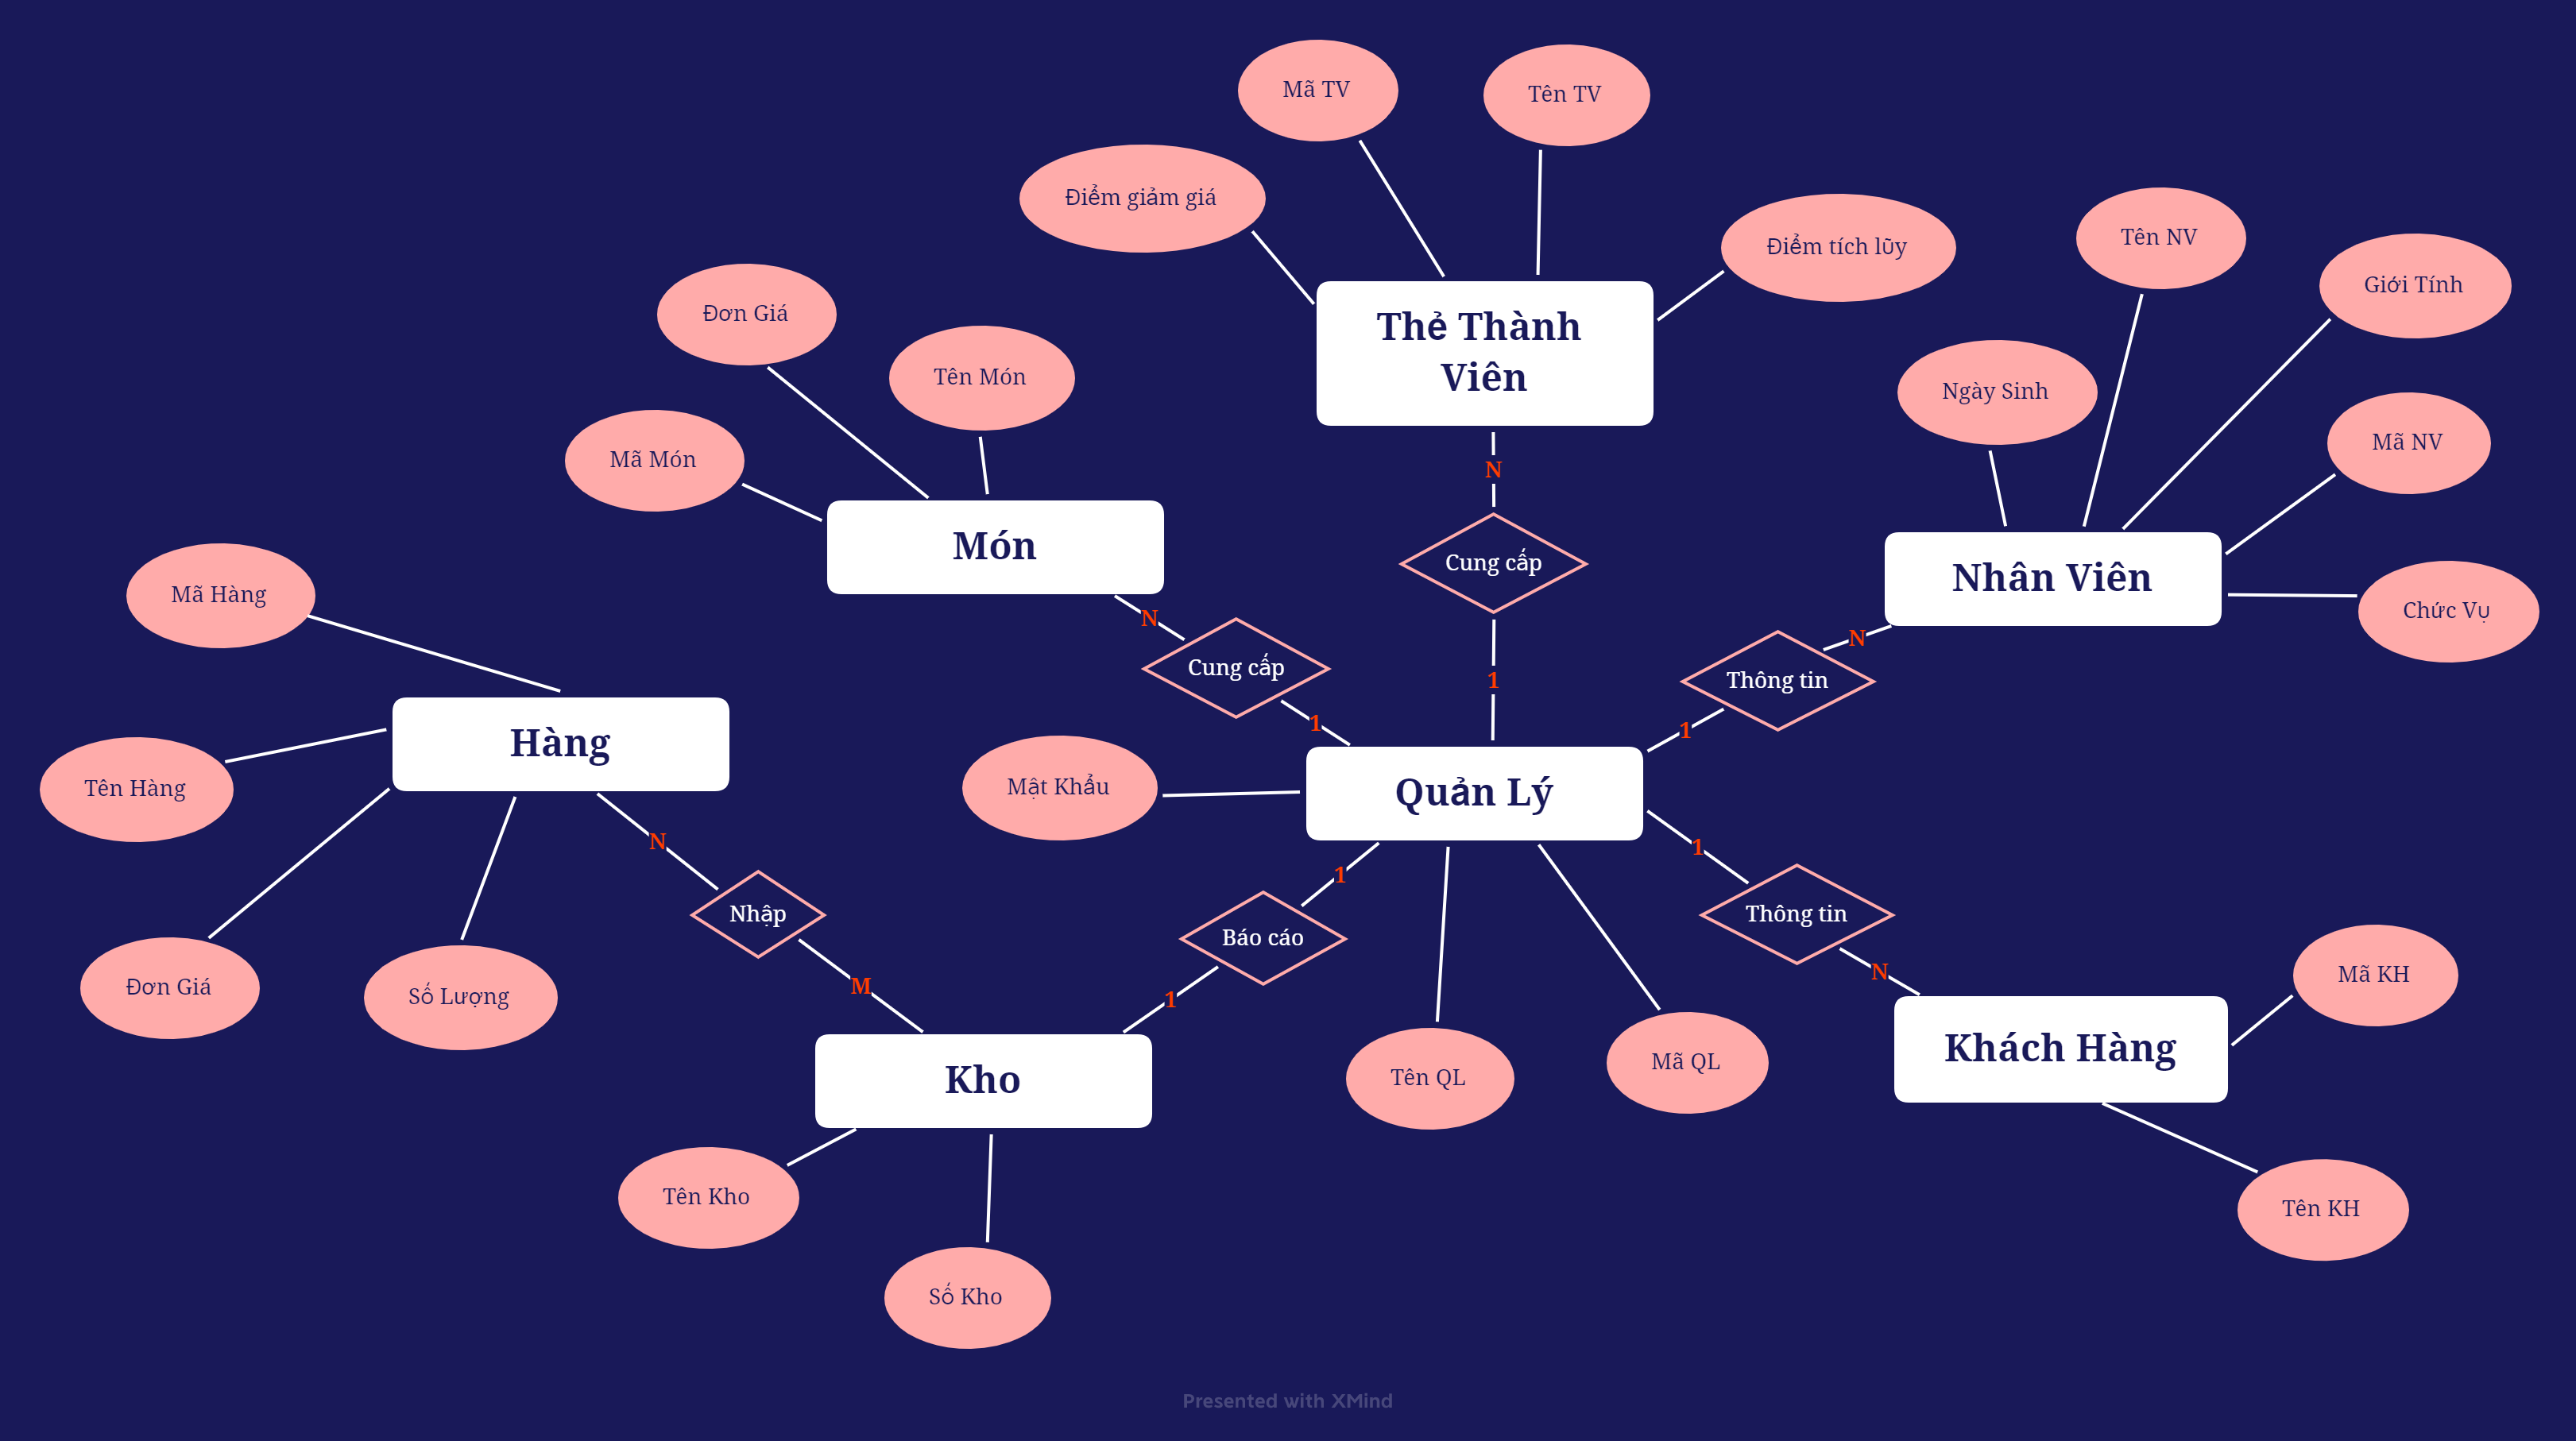 Mã TV
Tên TV
Điểm giảm giá
Điểm tích lũy
Tên NV
Giới Tính
Đơn Giá
Tên Món
Thẻ Thành
Viên
Ngày Sinh
Mã NV
Mã Món
N
Món
Cung cấp
Nhân Viên
Mã Hàng
Chức Vụ
N
Cung cấp
N
Thông tin
1
1
1
Hàng
Tên Hàng
Mật Khẩu
Quản Lý
N
1
1
Nhập
Báo cáo
Thông tin
Đơn Giá
Số Lượng
M
1
N
Mã KH
Kho
Tên QL
Mã QL
Khách Hàng
Tên Kho
Tên KH
Số Kho
Presented with XMind